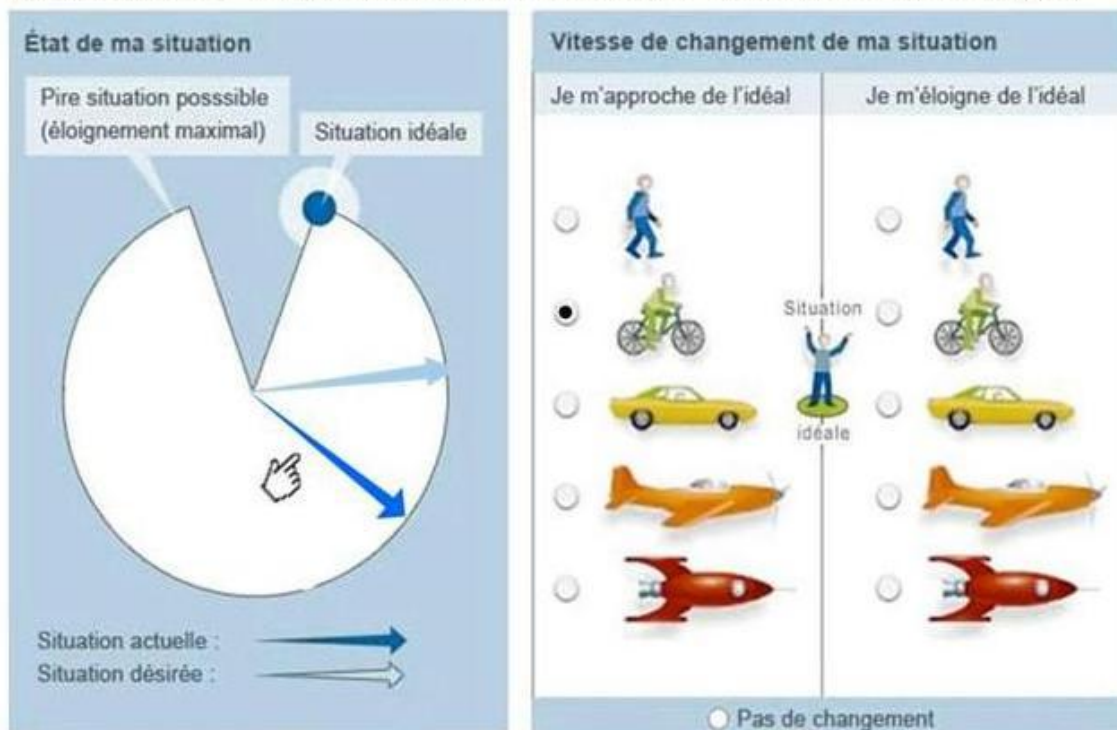 État de ma situation
Pire situation posssible
(éloignement maximal)
Situation idéale
Situation actuelle :
Situation désirée :
Vitesse de changement de ma situation
Je m'approche de l'idéal
Je m'éloigne de l'idéal
Situation
idéale
Pas de changement